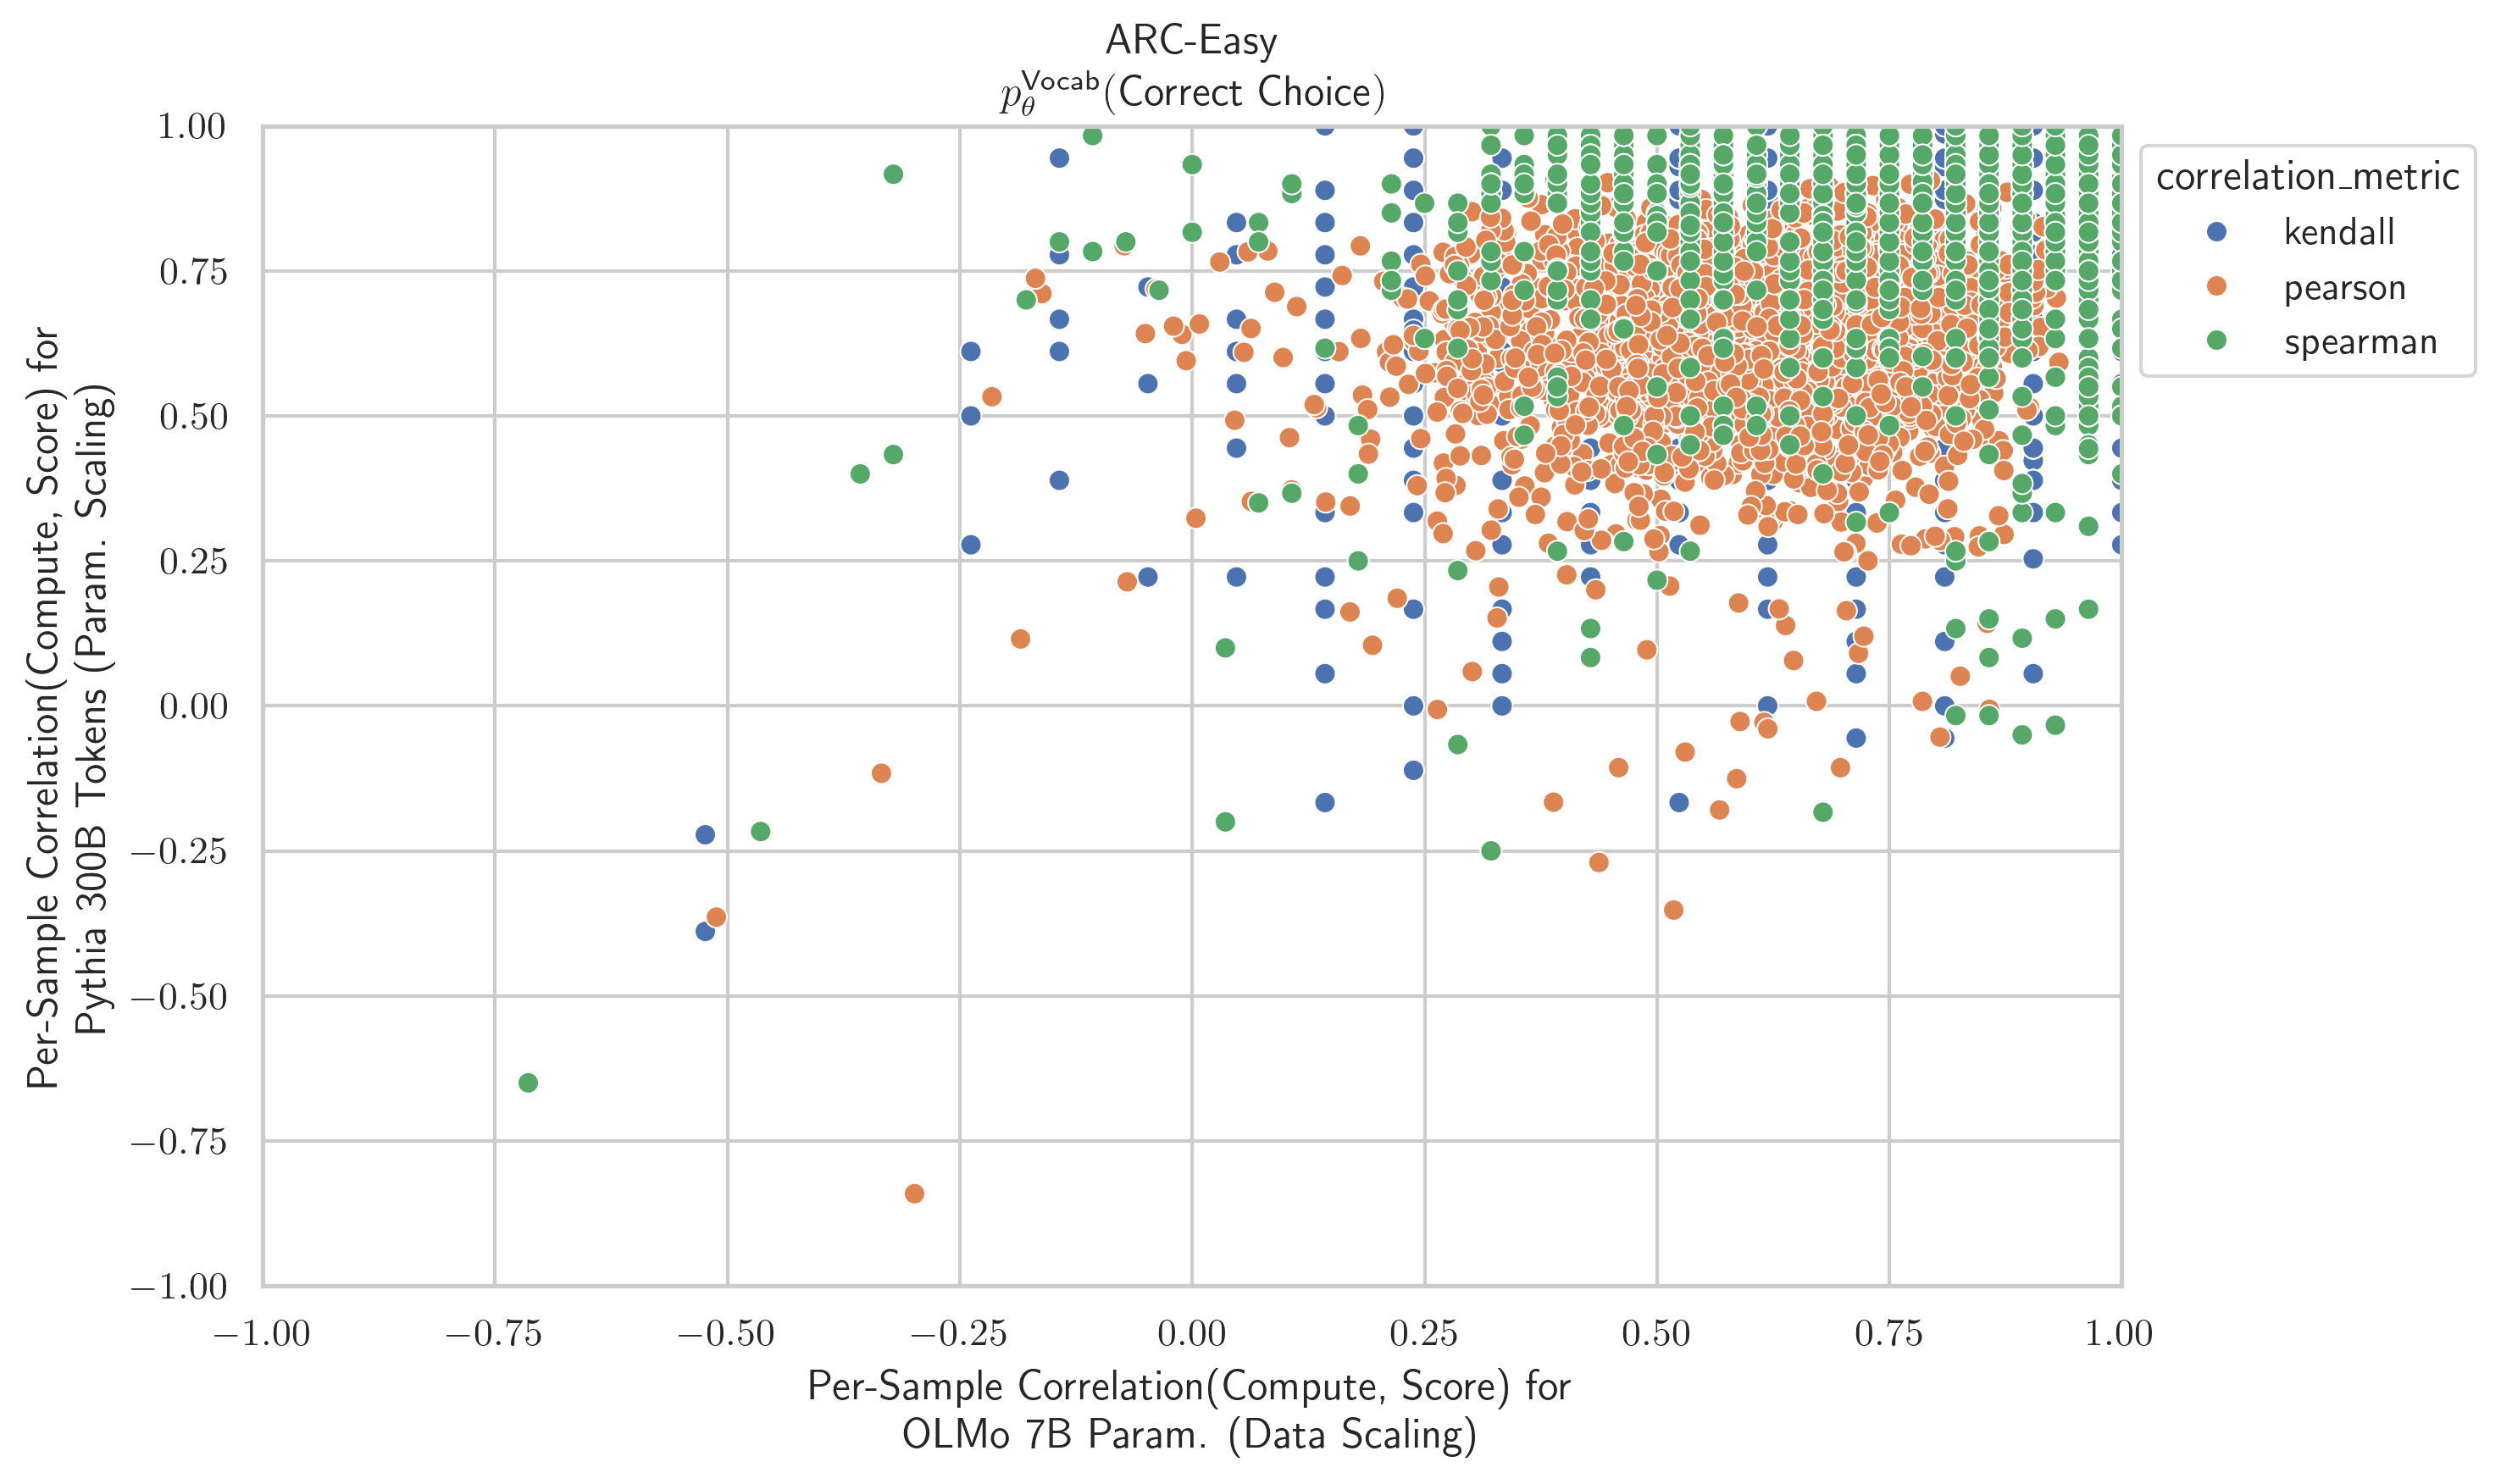 ARC-Easy
p_θ^Vocab(Correct Choice)
Per-Sample Correlation(Compute, Score) for
Pythia 300B Tokens (Param. Scaling)
1.00
0.75
0.50
0.25
0.00
−0.25
−0.50
−0.75
−1.00
−1.00 −0.75 −0.50 −0.25 0.00 0.25 0.50 0.75 1.00
Per-Sample Correlation(Compute, Score) for
OLMo 7B Param. (Data Scaling)
correlation_metric
kendall
pearson
spearman